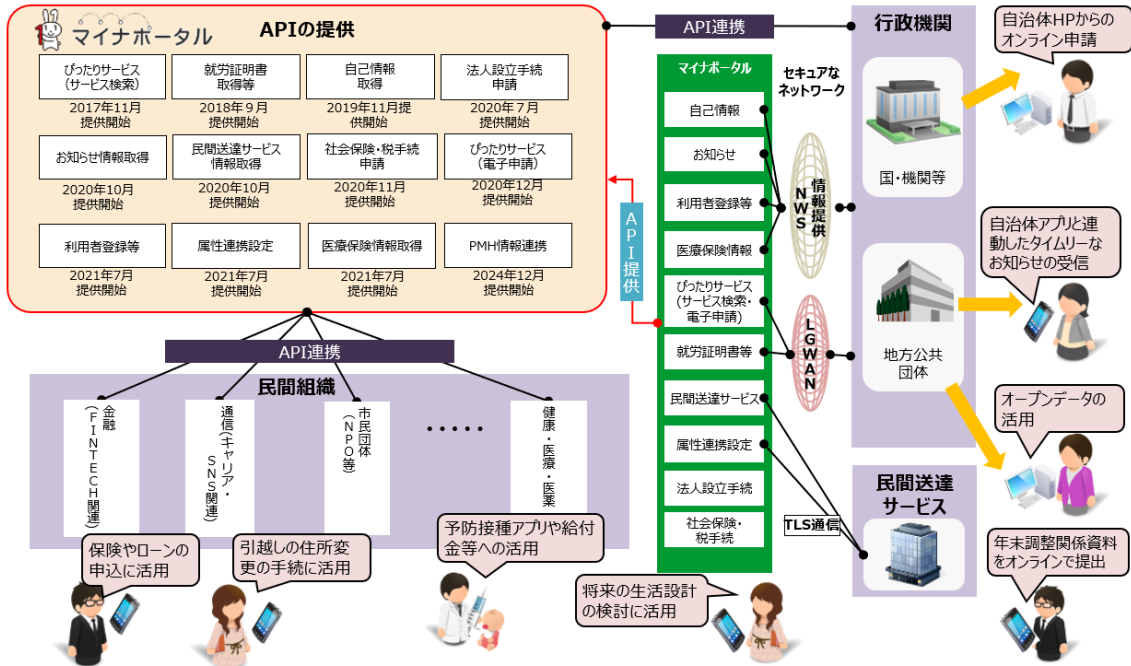 マイナポータル
APIの提供
ぴったりサービス
(サービス検索)
2017年11月
提供開始
就労証明書
取得等
2018年9月
提供開始
自己情報
取得
2019年11月提
供開始
法人設立手続
申請
2020年7月
提供開始
お知らせ情報取得
2020年10月
提供開始
民間送達サービス
情報取得
2020年10月
提供開始
社会保険・税手続
申請
2020年11月
提供開始
ぴったりサービス
(電子申請)
2020年12月
提供開始
利用者登録等
2021年7月
提供開始
属性連携設定
2021年7月
提供開始
医療保険情報取得
2021年7月
提供開始
PMH情報連携
2024年12月
提供開始
API連携
民間組織
金融
(FINTECH関連)
通信(キャリア・
SNS関連)
市民団体
(NPO等)
・・・・・
健康・医療・医薬
保険やローンの
申込に活用
引越しの住所変
更の手続に活用
予防接種アプリや給付
金等への活用
将来の生活設計
の検討に活用
API提供
API連携
マイナポータル
自己情報
お知らせ
利用者登録等
医療保険情報
ぴったりサービス
(サービス検索・
電子申請)
就労証明書等
民間送達サービス
属性連携設定
法人設立手続
社会保険・
税手続
セキュアな
ネットワーク
情報提供
NWS
LGWAN
TLS通信
行政機関
国・機関等
地方公共
団体
民間送達
サービス
自治体HPからの
オンライン申請
自治体アプリと連
動したタイムリーな
お知らせの受信
オープンデータの
活用
年末調整関係資料
をオンラインで提出